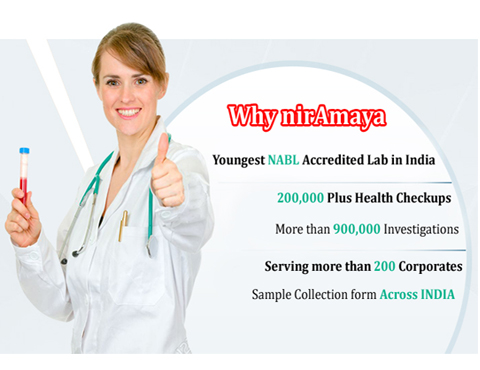 Why nirAmaya
Youngest NABL Accredited Lab in India
200,000 Plus Health Checkups
More than 900,000 Investigations
Serving more than 200 Corporates
Sample Collection form Across INDIA